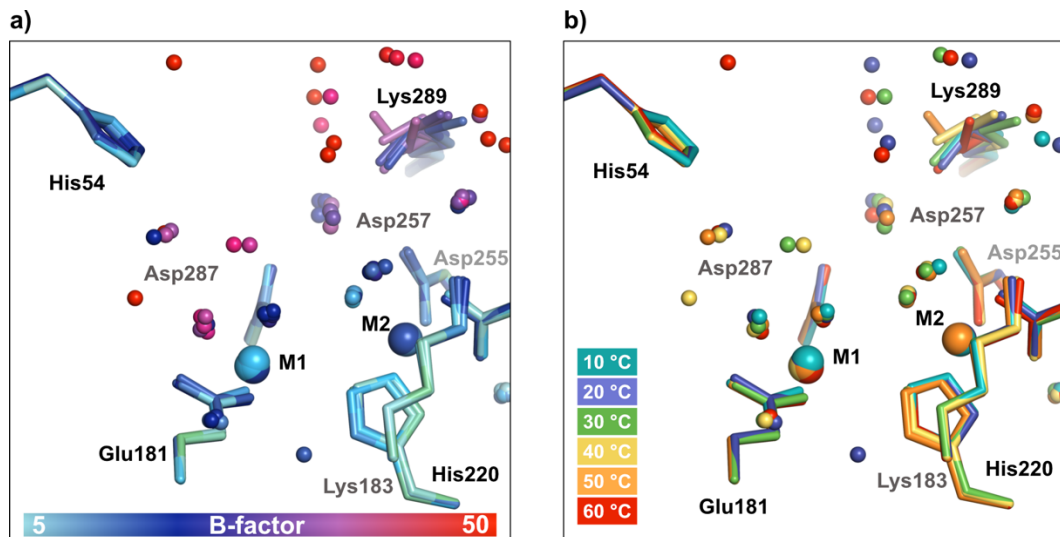 a)
Lys289
His54
Asp257
Asp287
Asp255
M2
M1
Glu181
Lys183
His220
5 B-factor 50
b)
Lys289
His54
Asp257
Asp287
Asp255
M2
M1
10 °C
20 °C
30 °C
40 °C
50 °C
60 °C
Glu181
Lys183
His220